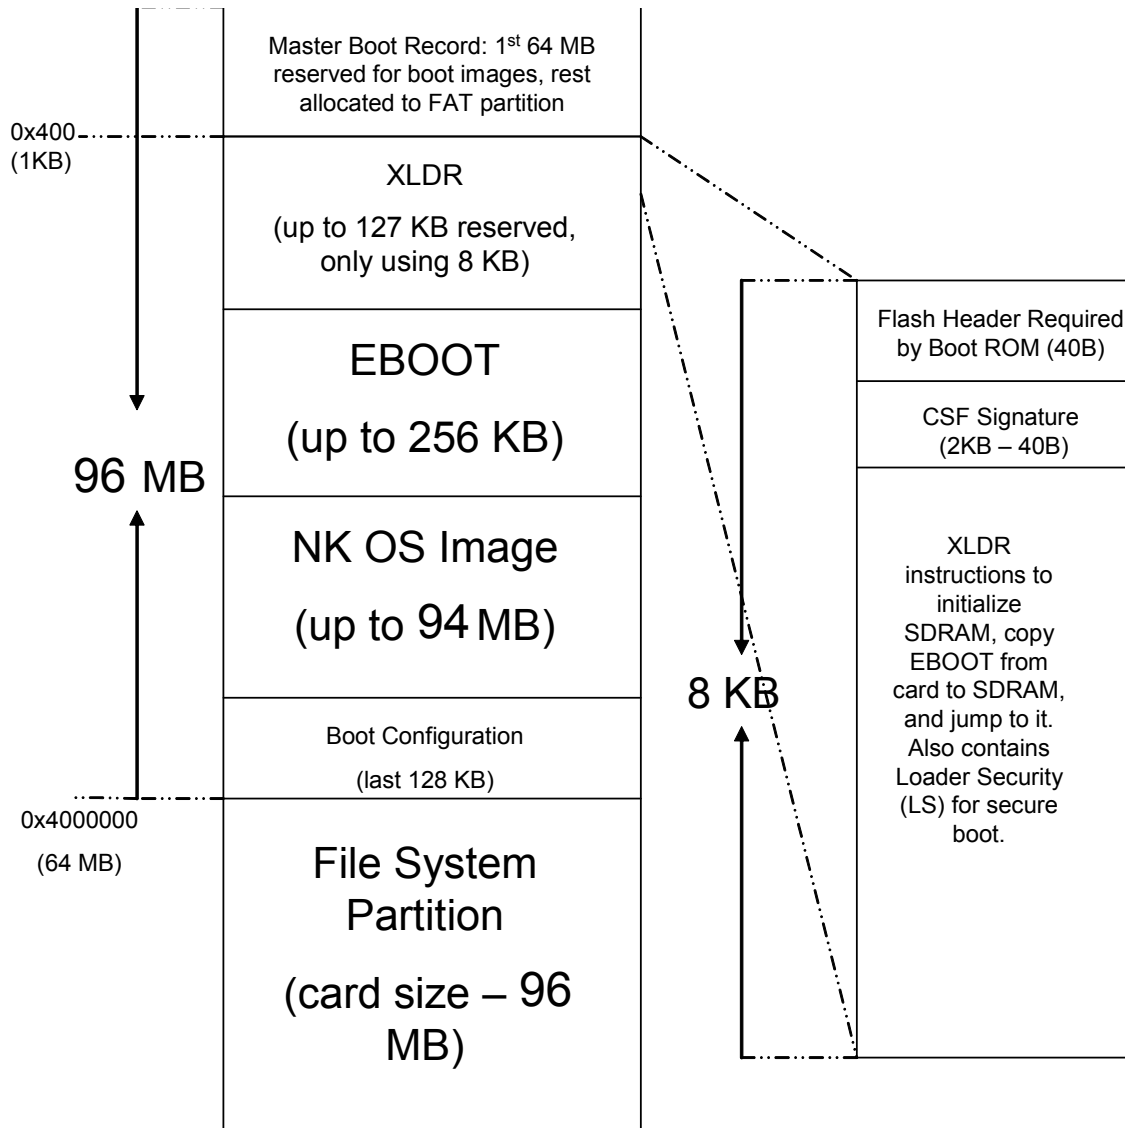 Master Boot Record: 1st 64 MB
reserved for boot images, rest
allocated to FAT partition
0x400
(1KB)
XLDR
(up to 127 KB reserved,
only using 8 KB)
EBOOT
(up to 256 KB)
96 MB
NK OS Image
(up to 94 MB)
Boot Configuration
(last 128 KB)
0x4000000
(64 MB)
File System
Partition
(card size – 96
MB)
Flash Header Required
by Boot ROM (40B)
CSF Signature
(2KB – 40B)
8 KB
XLDR
instructions to
initialize
SDRAM, copy
EBOOT from
card to SDRAM,
and jump to it.
Also contains
Loader Security
(LS) for secure
boot.